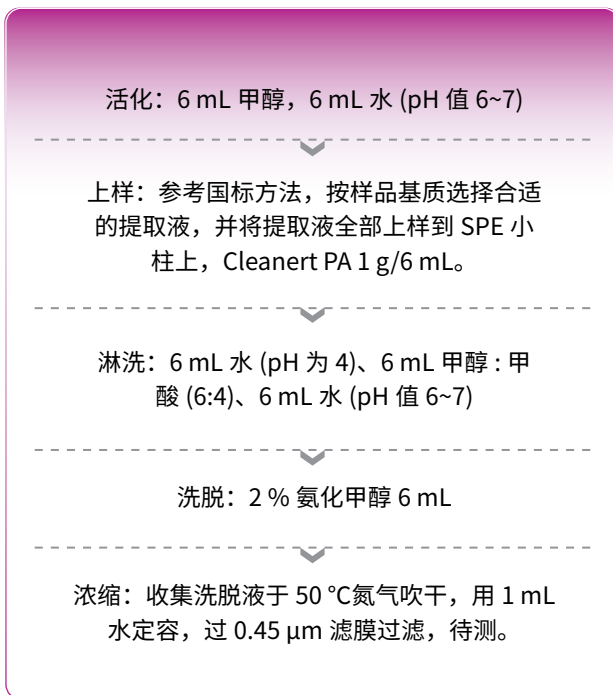 活化：6 mL 甲醇，6 mL 水 (pH 值 6~7)
上样：参考国标方法，按样品基质选择合适
的提取液，并将提取液全部上样到 SPE 小
柱上，Cleanert PA 1 g/6 mL。
淋洗：6 mL 水 (pH 为 4)、6 mL 甲醇 : 甲
酸 (6:4)、6 mL 水 (pH 值 6~7)
洗脱：2 % 氨化甲醇 6 mL
浓缩：收集洗脱液于 50 °C氮气吹干，用 1 mL
水定容，过 0.45 μm 滤膜过滤，待测。